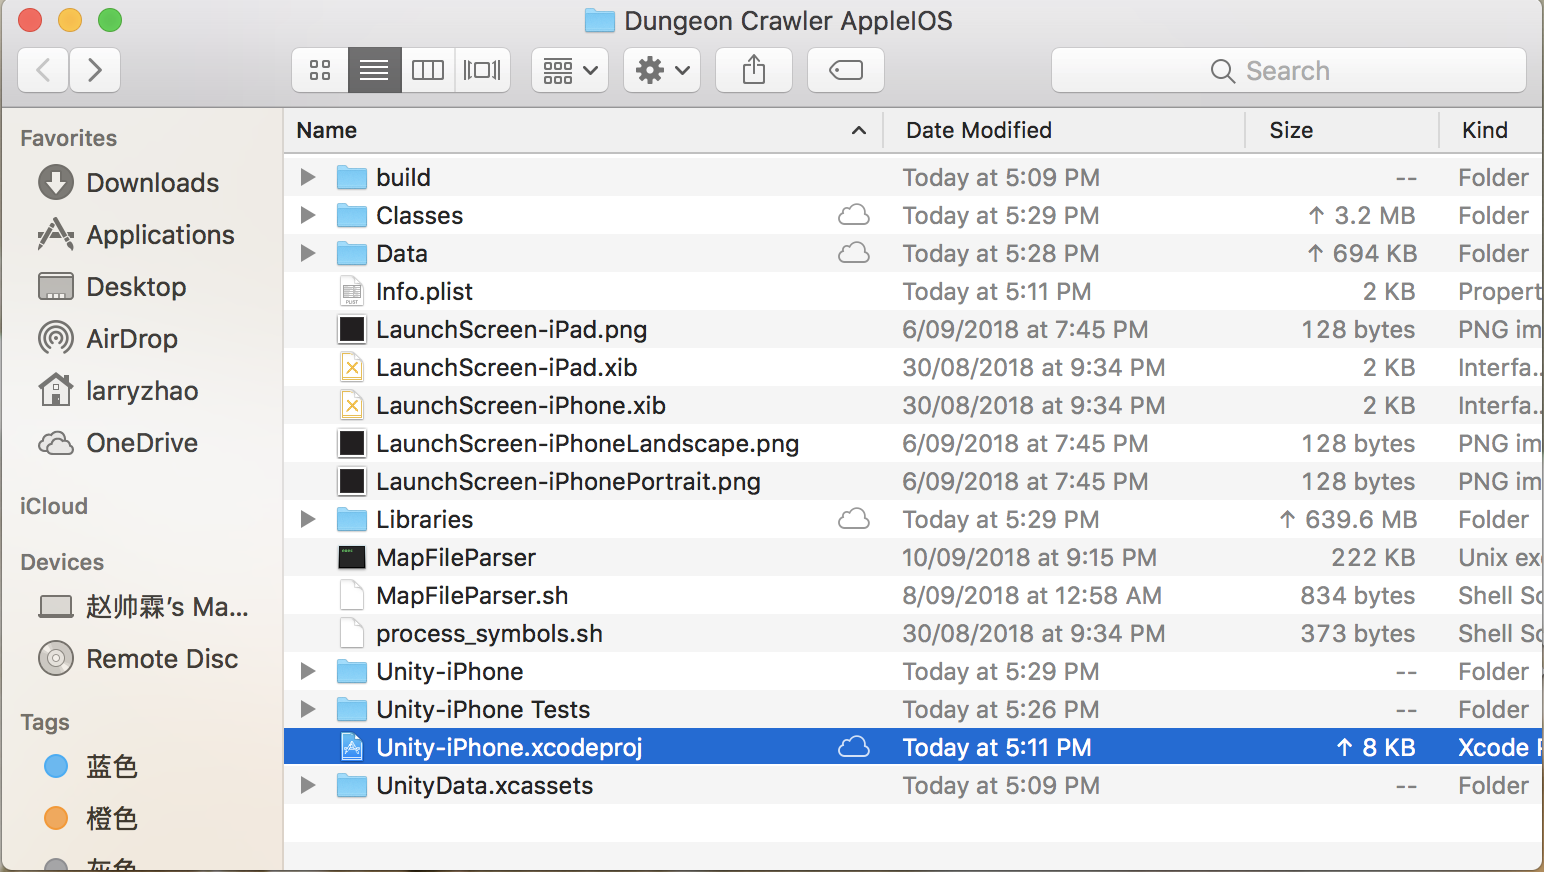 Dungeon Crawler AppleIOS
Search
Favorites
Downloads
Applications
Desktop
AirDrop
larryzhao
OneDrive
iCloud
Devices
赵帅霖's Ma...
Remote Disc
Tags
蓝色
橙色
灰色
Name Date Modified Size Kind
build Today at 5:09 PM -- Folder
Classes Today at 5:29 PM ↑ 3.2 MB Folder
Data Today at 5:28 PM ↑ 694 KB Folder
Info.plist Today at 5:11 PM 2 KB Propert
LaunchScreen-iPad.png 6/09/2018 at 7:45 PM 128 bytes PNG im
LaunchScreen-iPad.xib 30/08/2018 at 9:34 PM 2 KB Interfa...
LaunchScreen-iPhone.xib 30/08/2018 at 9:34 PM 2 KB Interfa...
LaunchScreen-iPhoneLandscape.png 6/09/2018 at 7:45 PM 128 bytes PNG im
LaunchScreen-iPhonePortrait.png 6/09/2018 at 7:45 PM 128 bytes PNG im
Libraries Today at 5:29 PM ↑ 639.6 MB Folder
MapFileParser 10/09/2018 at 9:15 PM 222 KB Unix exe
MapFileParser.sh 8/09/2018 at 12:58 AM 834 bytes Shell Sc
process_symbols.sh 30/08/2018 at 9:34 PM 373 bytes Shell Sc
Unity-iPhone Today at 5:29 PM -- Folder
Unity-iPhone Tests Today at 5:26 PM -- Folder
Unity-iPhone.xcodeproj Today at 5:11 PM ↑ 8 KB Xcode P
UnityData.xcassets Today at 5:09 PM -- Folder